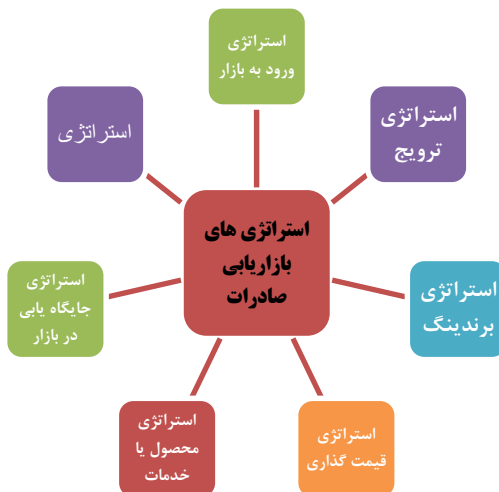 استراتژی
ورود به بازار
استراتژی
ترویج
استراتژی
برندینگ
استراتژی
قیمت گذاری
استراتژی
محصول یا
خدمات
استراتژی
جایگاه یابی
در بازار
استراتژی
استراتژی های
بازاریابی
صادرات